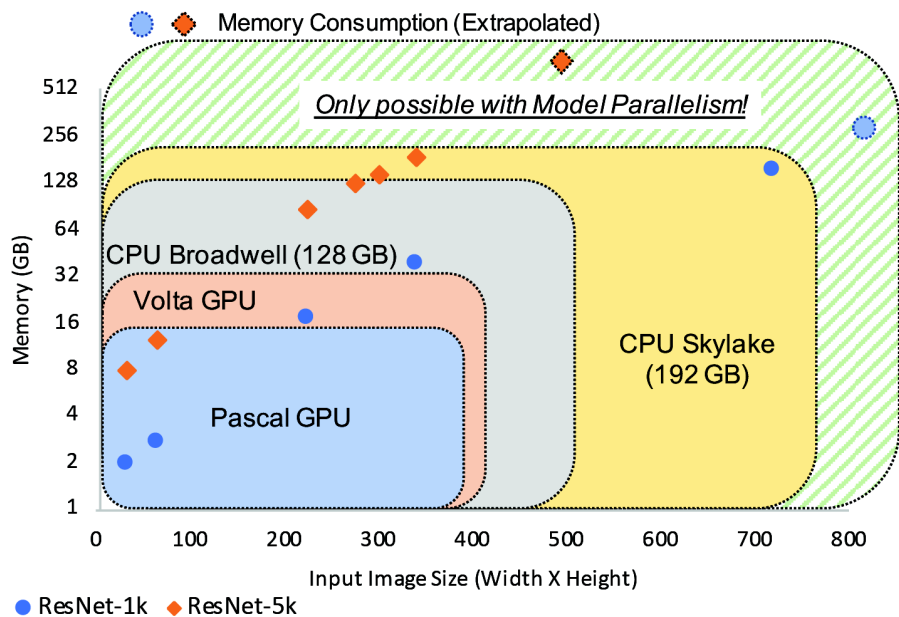 Memory Consumption (Extrapolated)
512
256
128
64
32
16
8
4
2
1
Memory (GB)
Only possible with Model Parallelism!
CPU Broadwell (128 GB)
Volta GPU
Pascal GPU
CPU Skylake
(192 GB)
0 100 200 300 400 500 600 700 800
Input Image Size (Width X Height)
ResNet-1k ResNet-5k